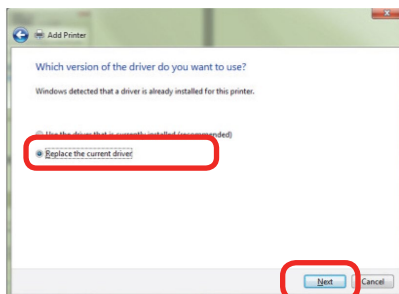 Add Printer
Which version of the driver do you want to use?
Windows detected that a driver is already installed for this printer.
Use the driver that is currently installed (recommended)
Replace the current driver
Next
Cancel